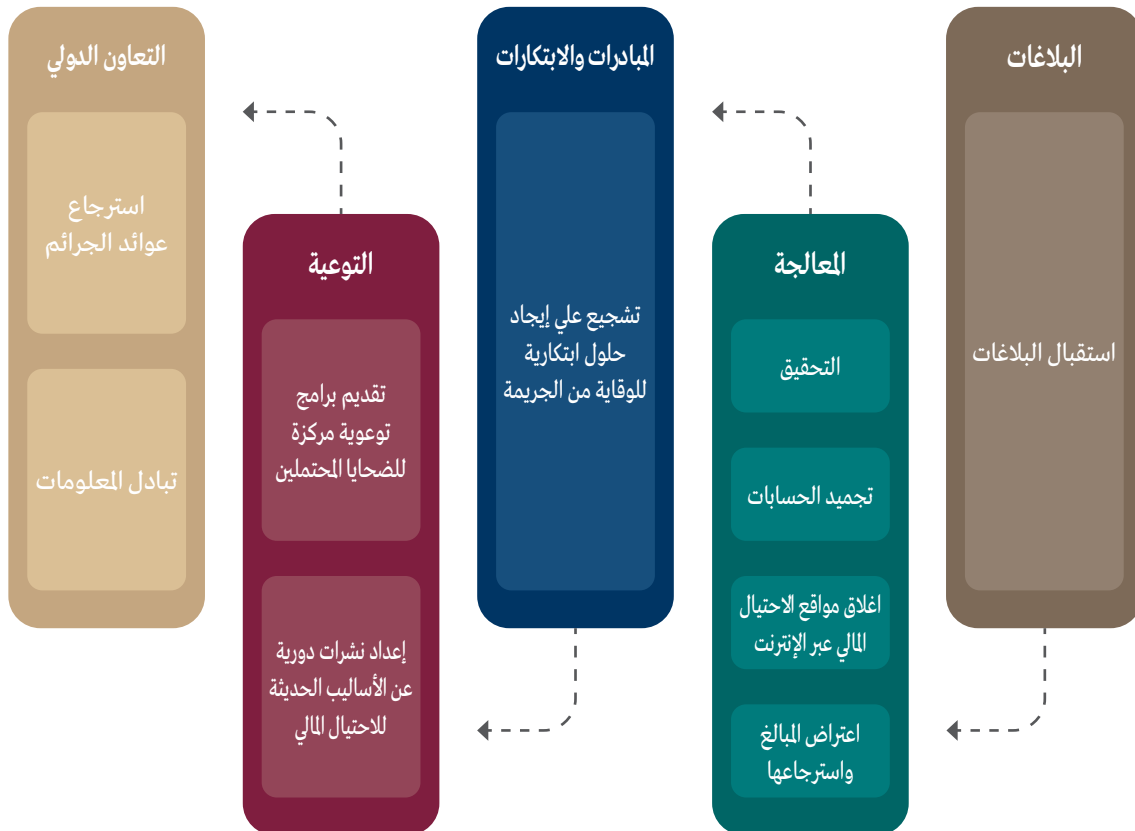 البلاغات
استقبال البلاغات
المعالجة
التحقيق
تجميد الحسابات
اغلاق مواقع الاحتيال
المالي عبر الإنترنت
اعتراض المبالغ
واسترجاعها
المبادرات والابتكارات
تشجيع علي إيجاد
حلول ابتكارية
للوقاية من الجريمة
التوعية
تقديم برامج
توعوية مركزة
للضحايا المحتملين
إعداد نشرات دورية
عن الأساليب الحديثة
للاحتيال المالي
التعاون الدولي
استرجاع
عوائد الجرائم
تبادل المعلومات